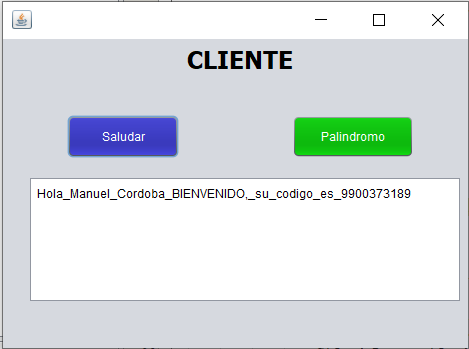 CLIENTE
Saludar
Palindromo
Hola_Manuel_Cordoba_BIENVENIDO,_su_codigo_es_9900373189